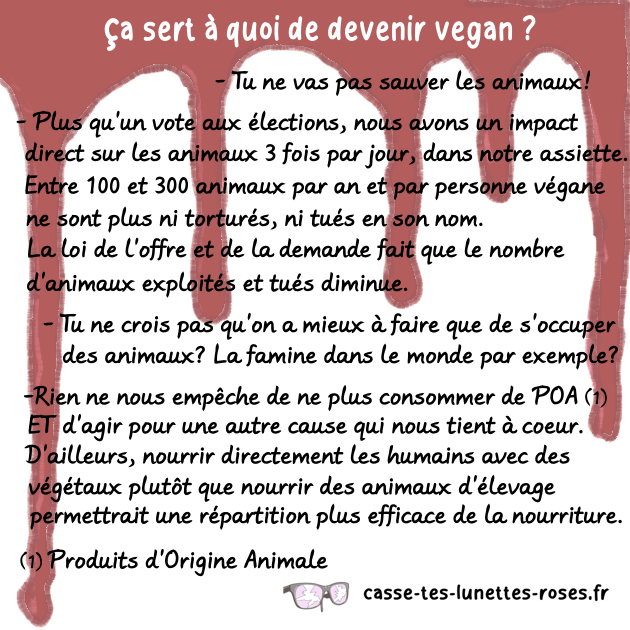 Ça sert à quoi de devenir vegan ?
- Tu ne vas pas sauver les animaux!
- Plus qu'un vote aux élections, nous avons un impact
direct sur les animaux 3 fois par jour, dans notre assiette.
Entre 100 et 300 animaux par an et par personne végane
ne sont plus ni torturés, ni tués en son nom.
La loi de l'offre et de la demande fait que le nombre
d'animaux exploités et tués diminue.
- Tu ne crois pas qu'on a mieux à faire que de s'occuper
des animaux? La famine dans le monde par exemple?
-Rien ne nous empêche de ne plus consommer de POA (1)
ET d'agir pour une autre cause qui nous tient à coeur.
D'ailleurs, nourrir directement les humains avec des
végétaux plutôt que nourrir des animaux d'élevage
permettrait une répartition plus efficace de la nourriture.
(1) Produits d'Origine Animale
casse-tes-lunettes-roses.fr